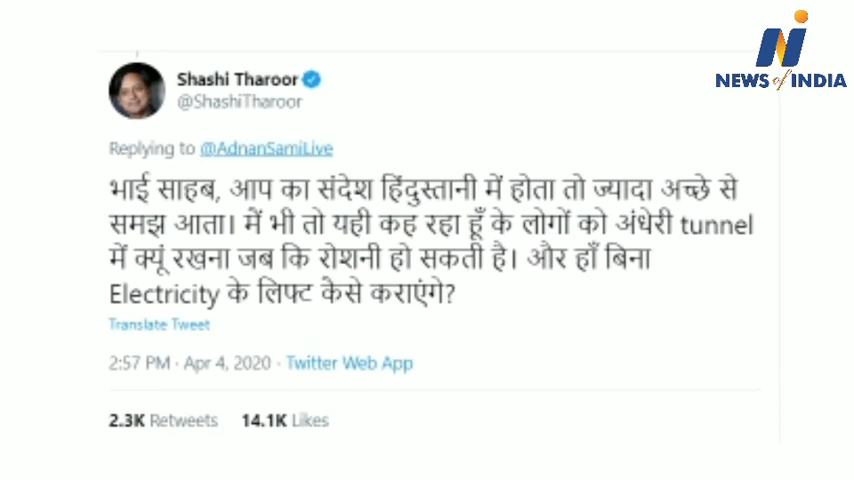 NEWS of INDIA
Shashi Tharoor
@ShashiTharoor
Replying to @AdnanSamiLive
भाई साहब, आप का संदेश हिंदुस्तानी में होता तो ज्यादा अच्छे से
समझ आता। में भी तो यही कह रहा हूँ के लोगों को अंधेरी tunnel
में क्यूं रखना जब कि रोशनी हो सकती है। और हाँ बिना
Electricity के लिफ्ट कैसे कराएंगे?
Translate Tweet
2:57 PM · Apr 4, 2020 · Twitter Web App
2.3K Retweets 14.1K Likes